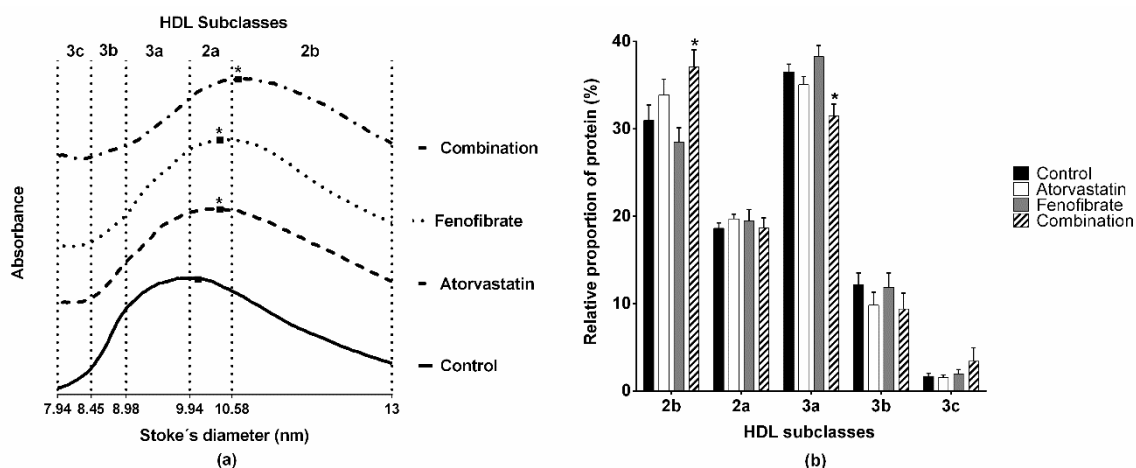 (a)
HDL Subclasses
3c 3b 3a 2a 2b
*
*
*
Combination
Fenofibrate
Atorvastatin
Control
Absorbance
7.94 8.45 8.98 9.94 10.58 13
Stoke´s diameter (nm)
(a)
(b)
40
30
20
10
0
Relative proportion of protein (%)
*
*
Control
Atorvastatin
Fenofibrate
Combination
2b 2a 3a 3b 3c
HDL subclasses
(b)